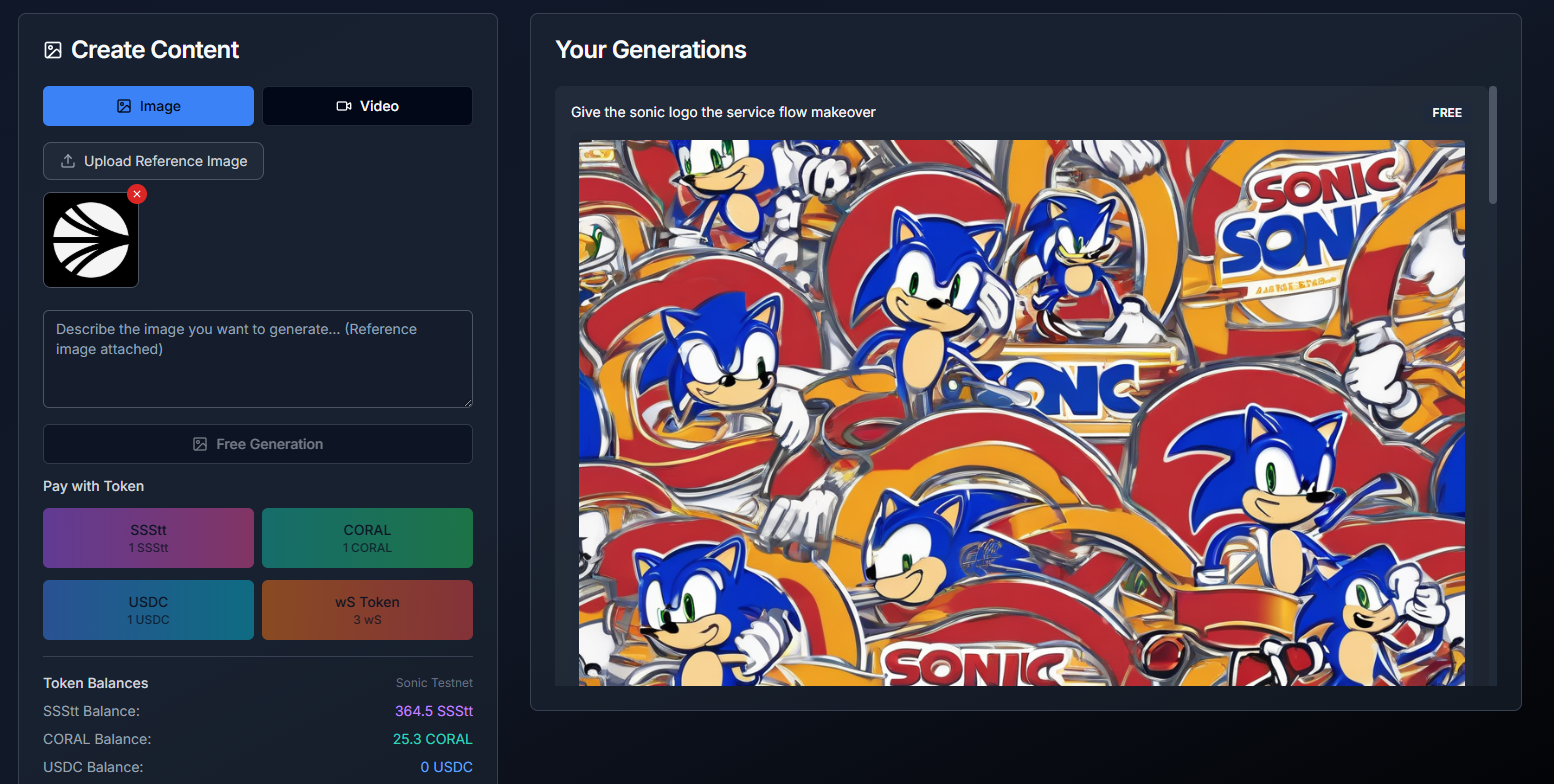 Create Content
Image
Video
Upload Reference Image
Describe the image you want to generate... (Reference
image attached)
Free Generation
Pay with Token
SSStt
1 SSStt
CORAL
1 CORAL
USDC
1 USDC
wS Token
3 wS
Token Balances
Sonic Testnet
SSStt Balance:
364.5 SSStt
CORAL Balance:
25.3 CORAL
USDC Balance:
0 USDC
Your Generations
Give the sonic logo the service flow makeover
FREE
SONIC
SONI
SONIC
SONIC